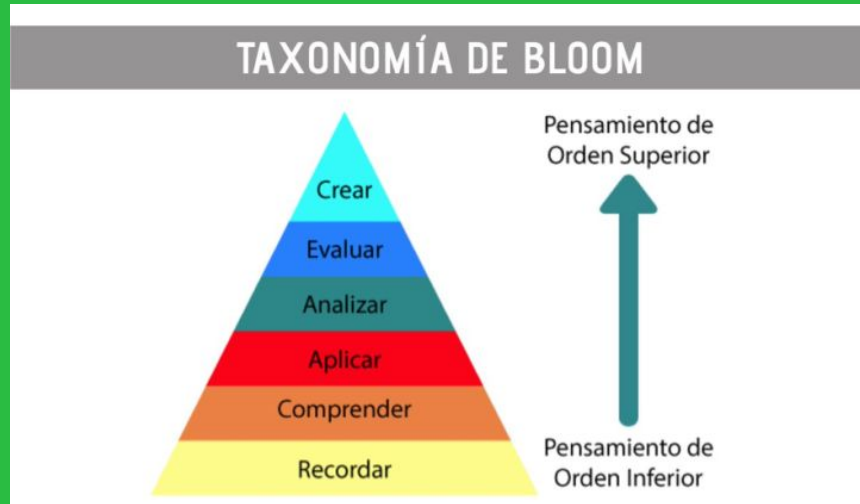 TAXONOMÍA DE BLOOM
Pensamiento de
Orden Superior
Crear
Evaluar
Analizar
Aplicar
Comprender
Recordar
Pensamiento de
Orden Inferior